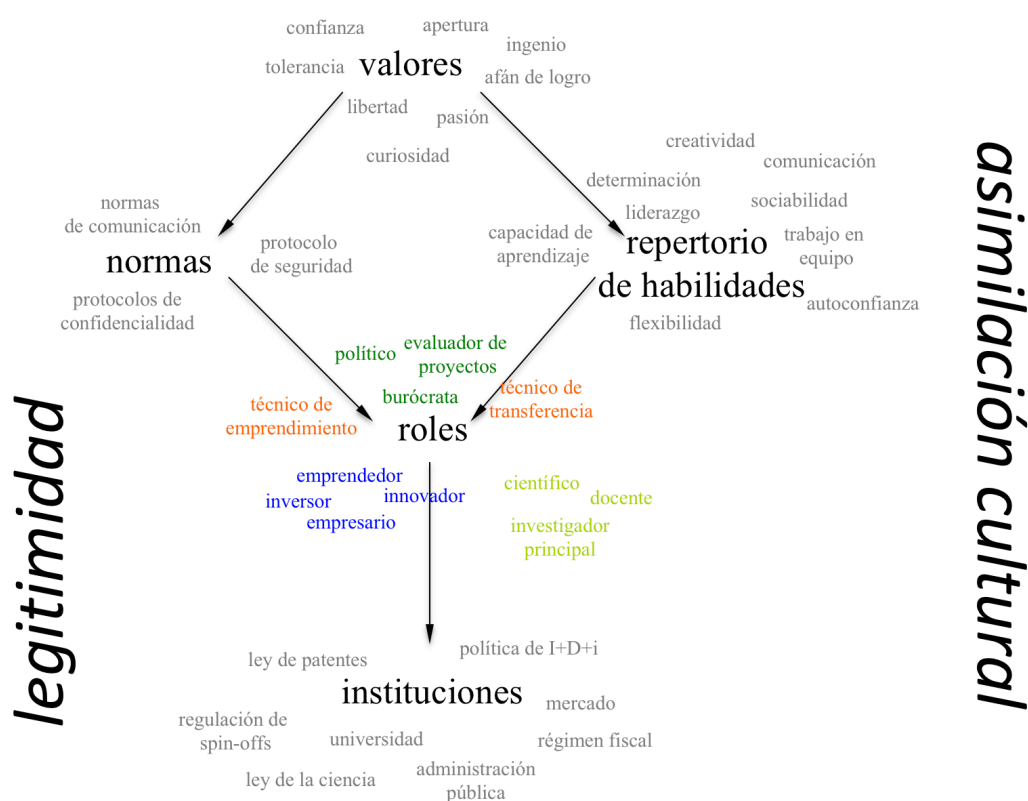 confianza
apertura
ingenio
tolerancia
valores
afán de logro
libertad
pasión
curiosidad
creatividad
comunicación
determinación
sociabilidad
liderazgo
capacidad de
aprendizaje
repertorio
de habilidades
trabajo en
equipo
autoconfianza
flexibilidad
normas
de comunicación
protocolo
de seguridad
normas
protocolos de
confidencialidad
político
evaluador de
proyectos
burócrata
técnico de
transferencia
técnico de
emprendimiento
roles
emprendedor
inversor
innovador
empresario
científico
docente
investigador
principal
ley de patentes
política de I+D+i
instituciones
mercado
regulación de
spin-offs
universidad
régimen fiscal
ley de la ciencia
administración
pública
legitimidad
asimilación cultural